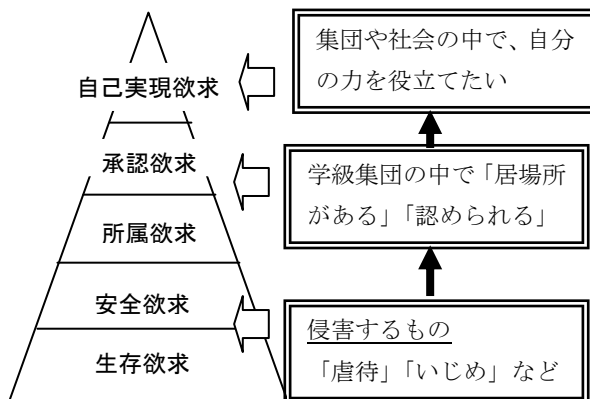 自己実現欲求
承認欲求
所属欲求
安全欲求
生存欲求
集団や社会の中で、自分
の力を役立てたい
学級集団の中で「居場所
がある」「認められる」
侵害するもの
「虐待」「いじめ」など